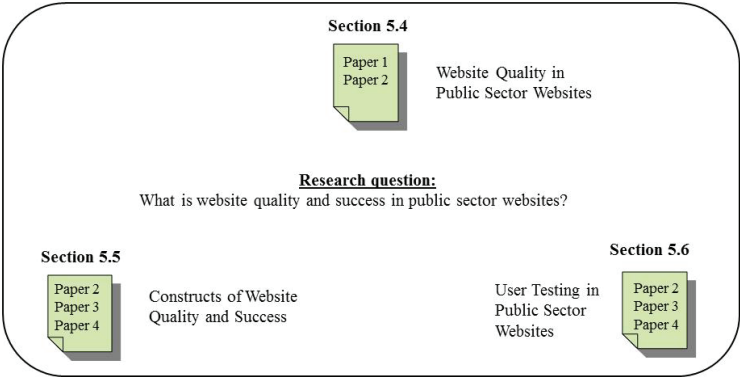 Section 5.4
Paper 1
Paper 2
Website Quality in
Public Sector Websites
Research question:
What is website quality and success in public sector websites?
Section 5.5
Paper 2
Paper 3
Paper 4
Constructs of Website
Quality and Success
Section 5.6
User Testing in
Public Sector
Websites
Paper 2
Paper 3
Paper 4